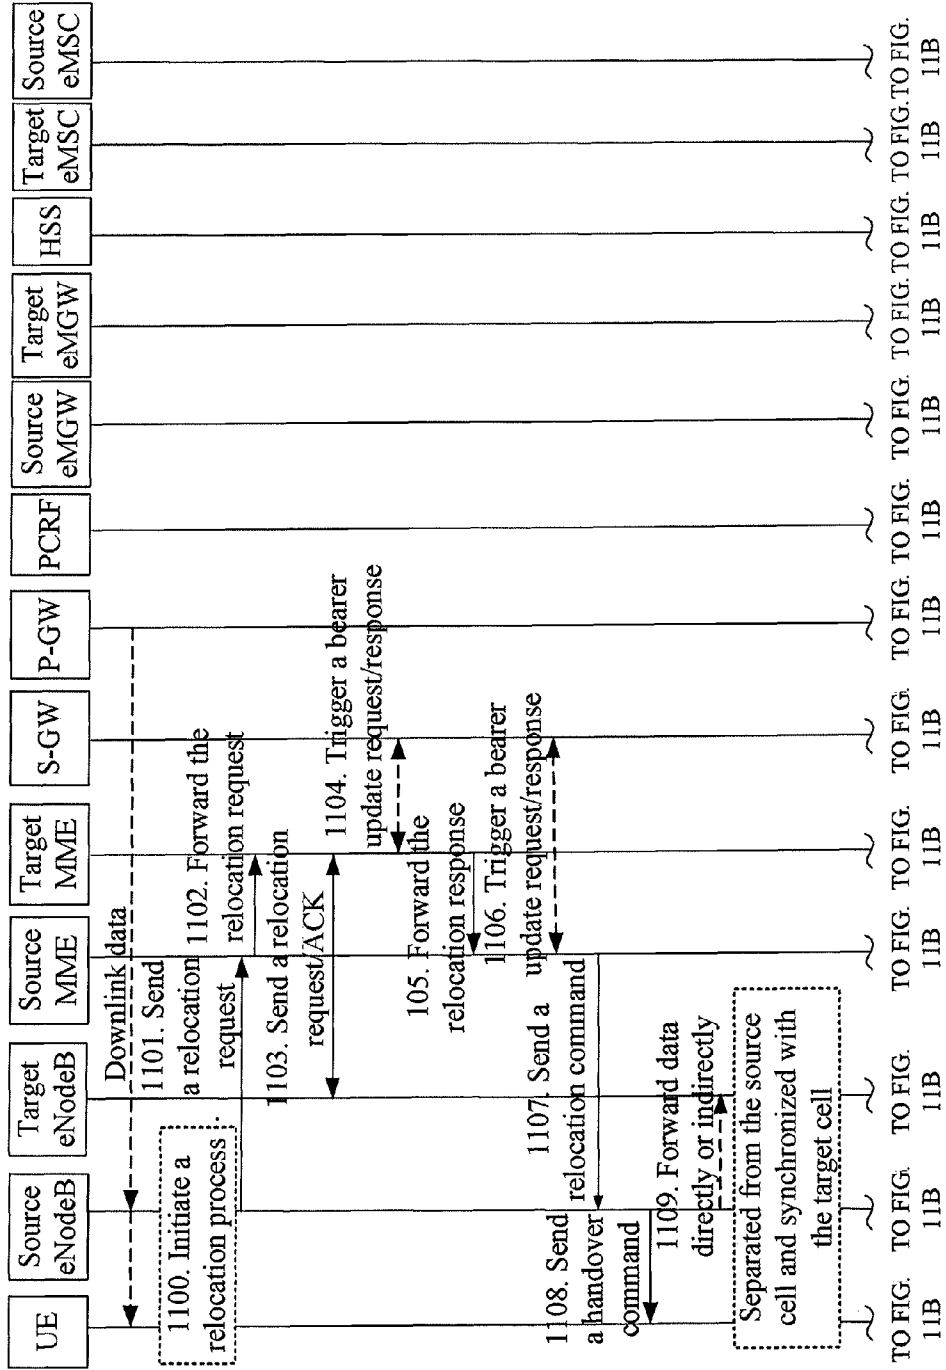 UE
Source
eNodeB
Target
eNodeB
Source
MME
Target
MME
S-GW
P-GW
PCRF
Source
eMGW
Target
eMGW
HSS
Target
eMSC
Source
eMSC
Downlink data
1100. Initiate a
relocation process.
1101. Send
a relocation
request
1102. Forward the
relocation request
1103. Send a relocation
request/ACK
1104. Trigger a bearer
update request/response
105. Forward the
relocation response
1106. Trigger a bearer
update request/response
1107. Send a
relocation command
1108. Send
a handover
command
1109. Forward data
directly or indirectly
Separated from the source
cell and synchronized with
the target cell
TO FIG.
11B
TO FIG.
11B
TO FIG.
11B
TO FIG.
11B
TO FIG.
11B
TO FIG.
11B
TO FIG.
11B
TO FIG.
11B
TO FIG.
11B
TO FIG.
11B
TO FIG.
11B
TO FIG.
11B
TO FIG.
11B